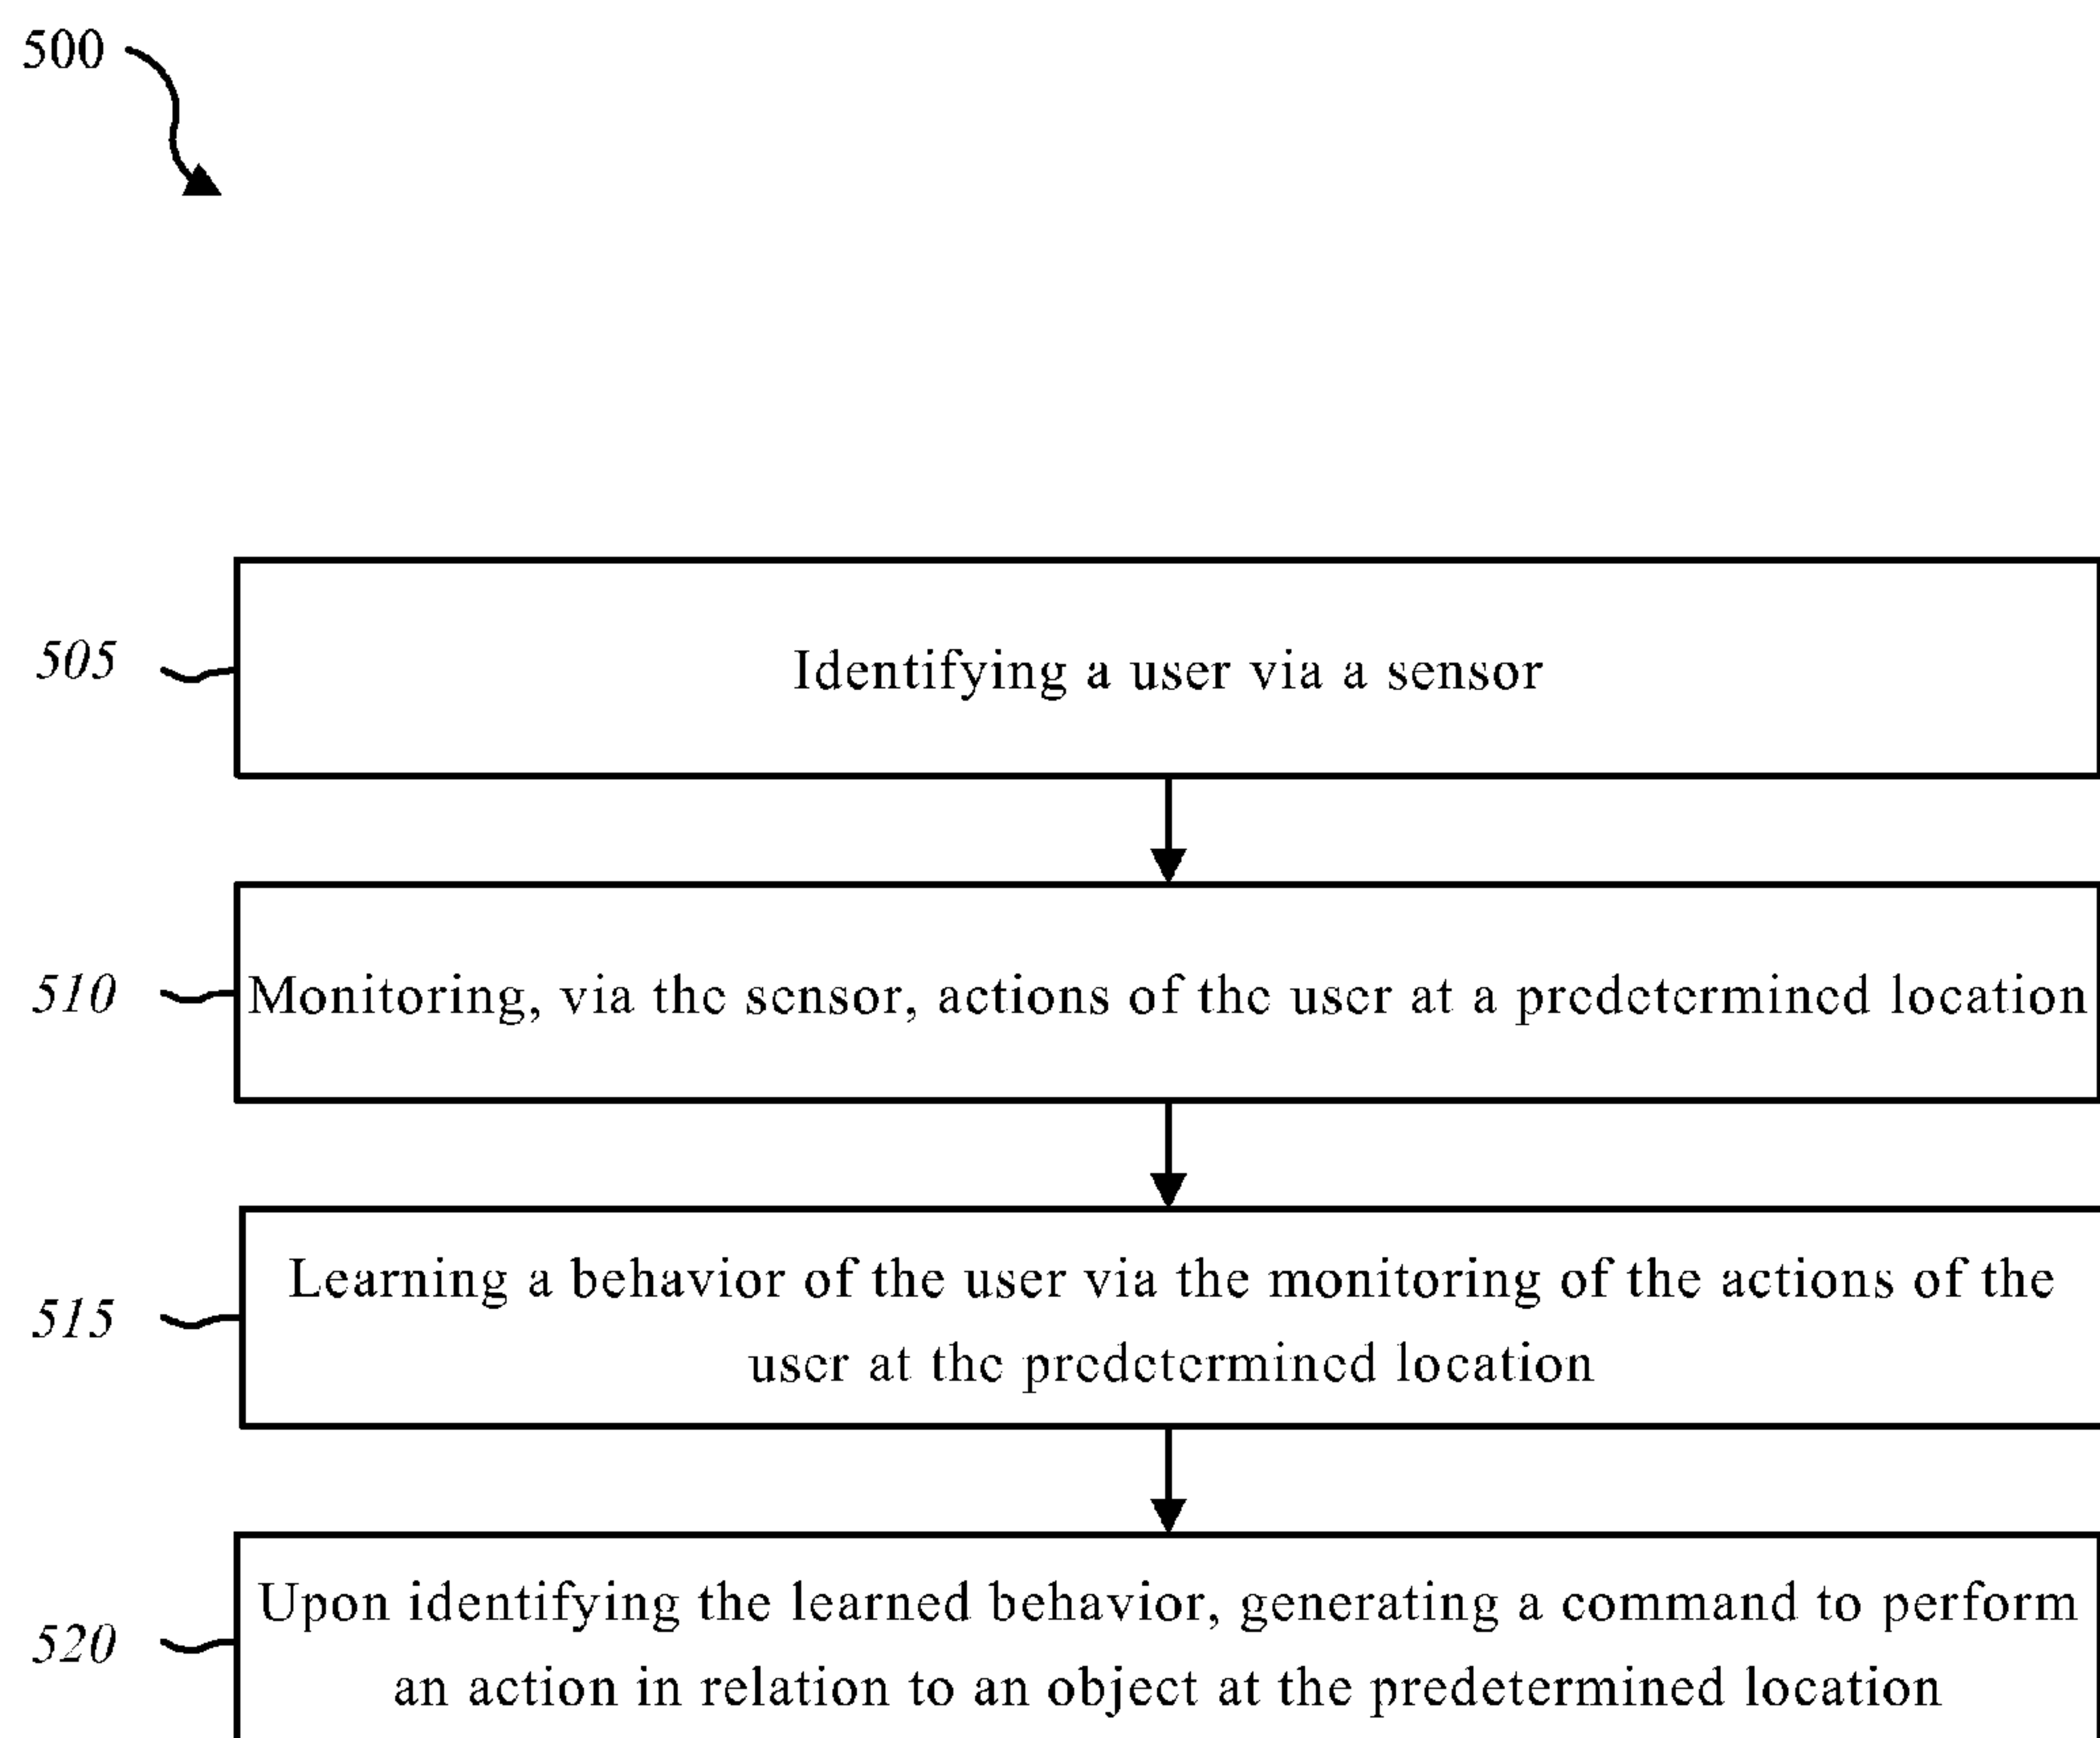 500
505
Identifying a user via a sensor
510
Monitoring, via the sensor, actions of the user at a predetermined location
515
Learning a behavior of the user via the monitoring of the actions of the
user at the predetermined location
520
Upon identifying the learned behavior, generating a command to perform
an action in relation to an object at the predetermined location